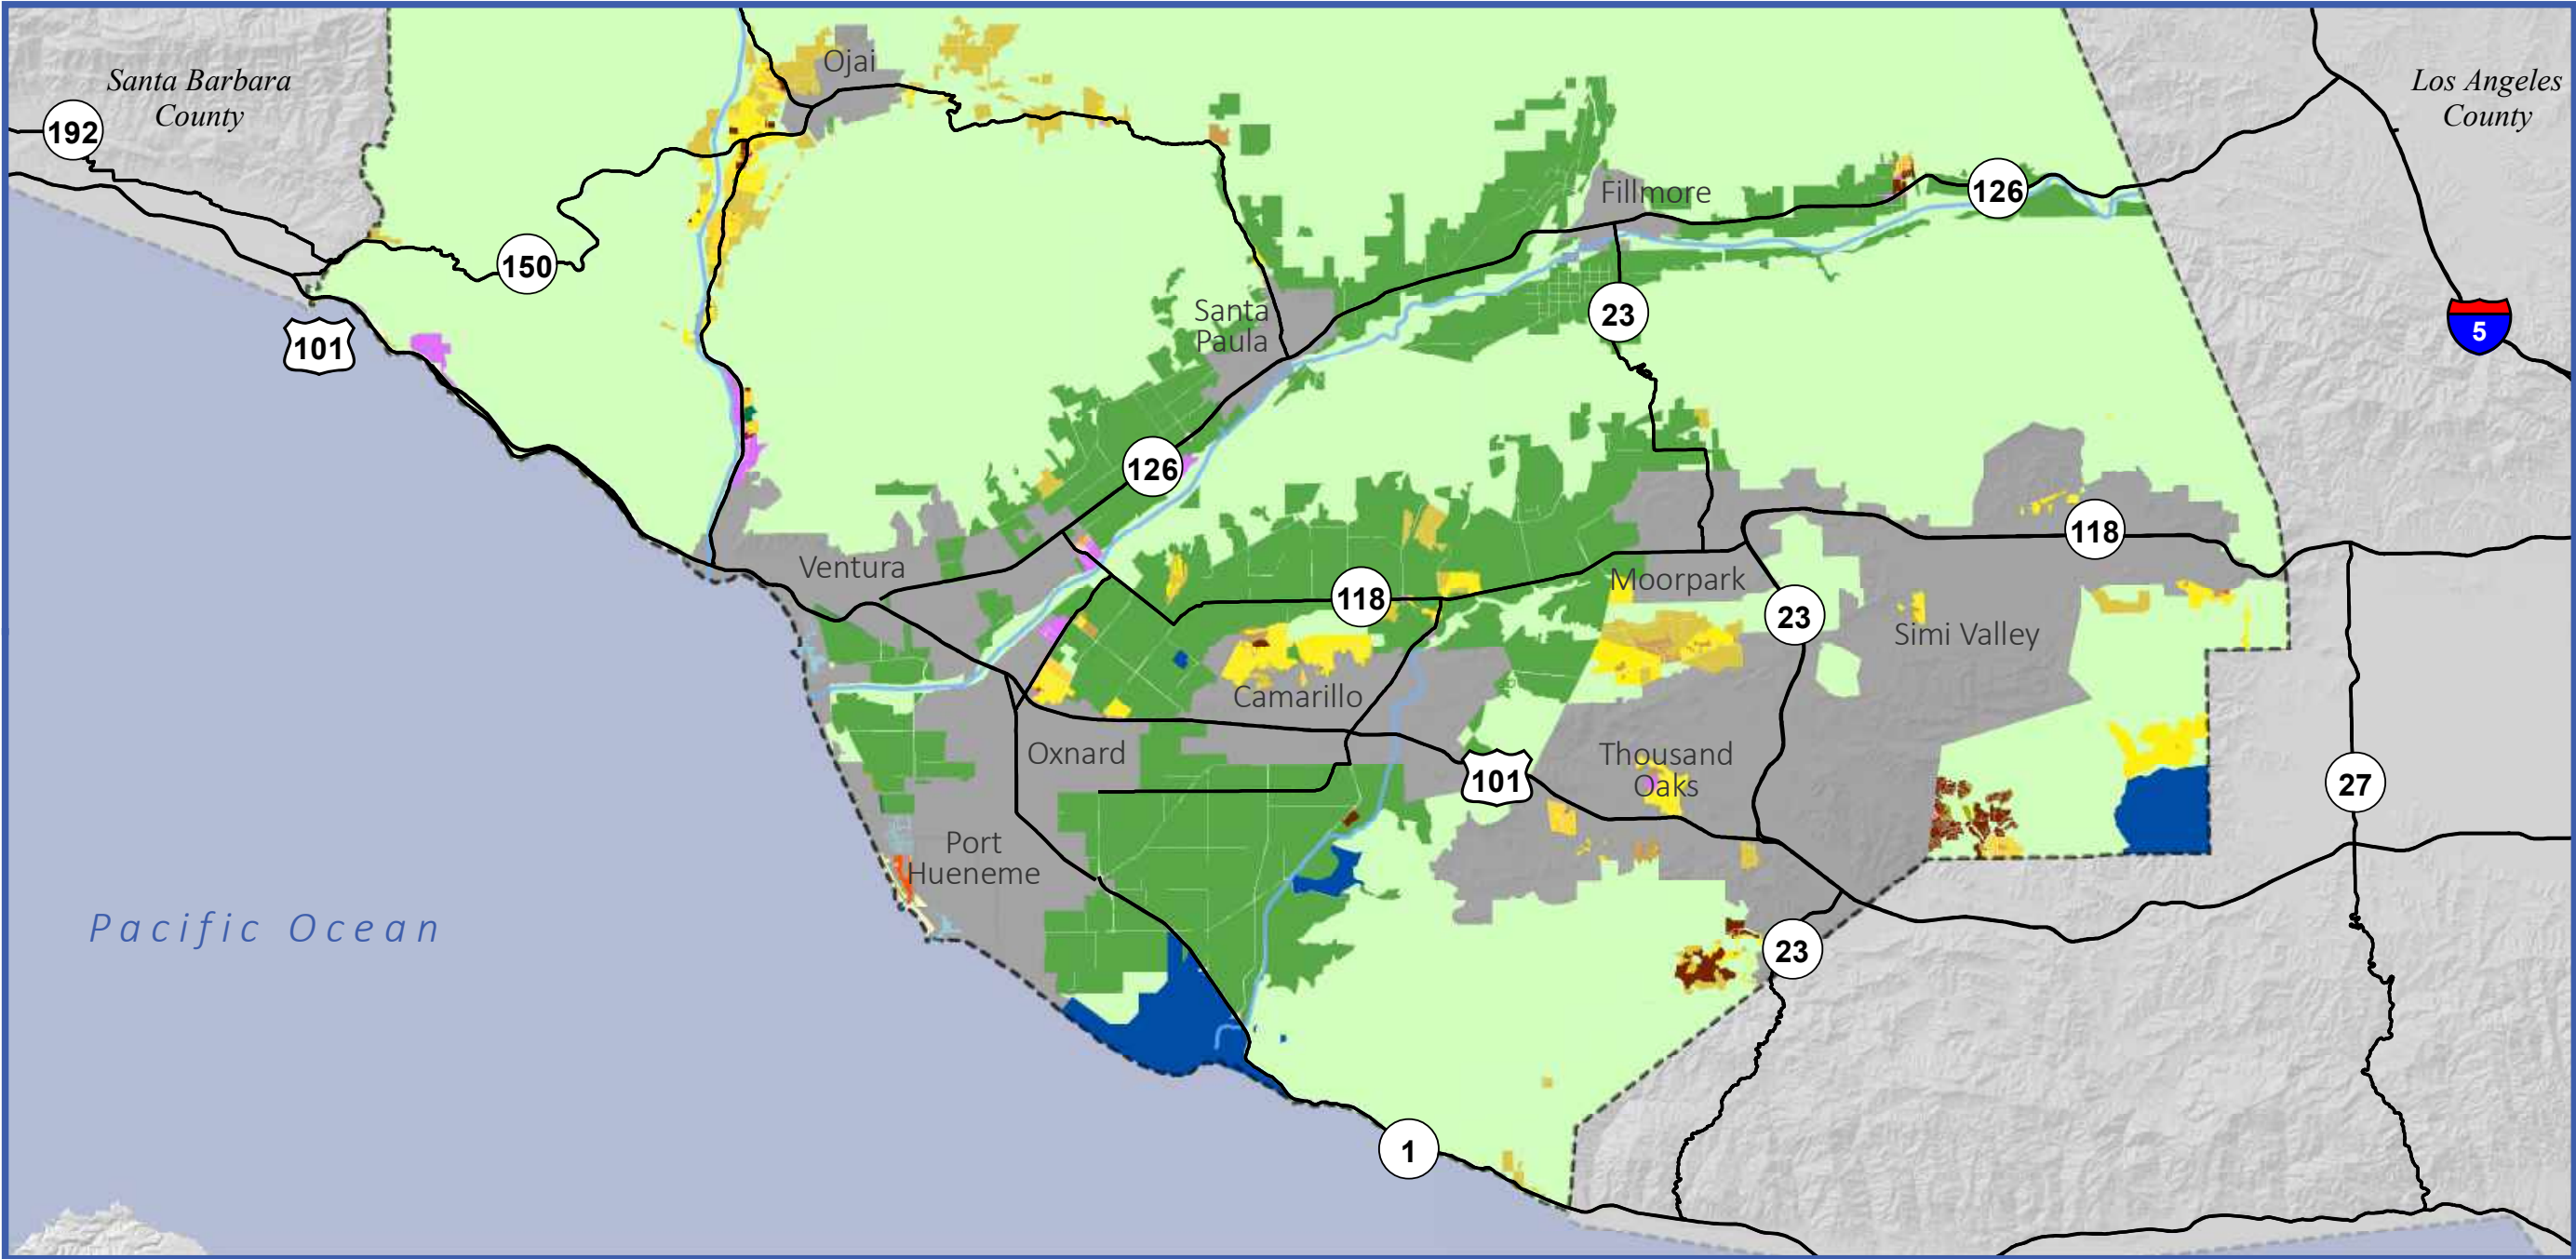 Ojai
Santa Barbara
County
Los Angeles
County
192
Fillmore
126
150
Santa
Paula
23
101
5
126
118
Ventura
118
Moorpark
23
Simi Valley
Camarillo
Oxnard
Thousand
Oaks
101
27
Port
Hueneme
Pacific Ocean
23
1